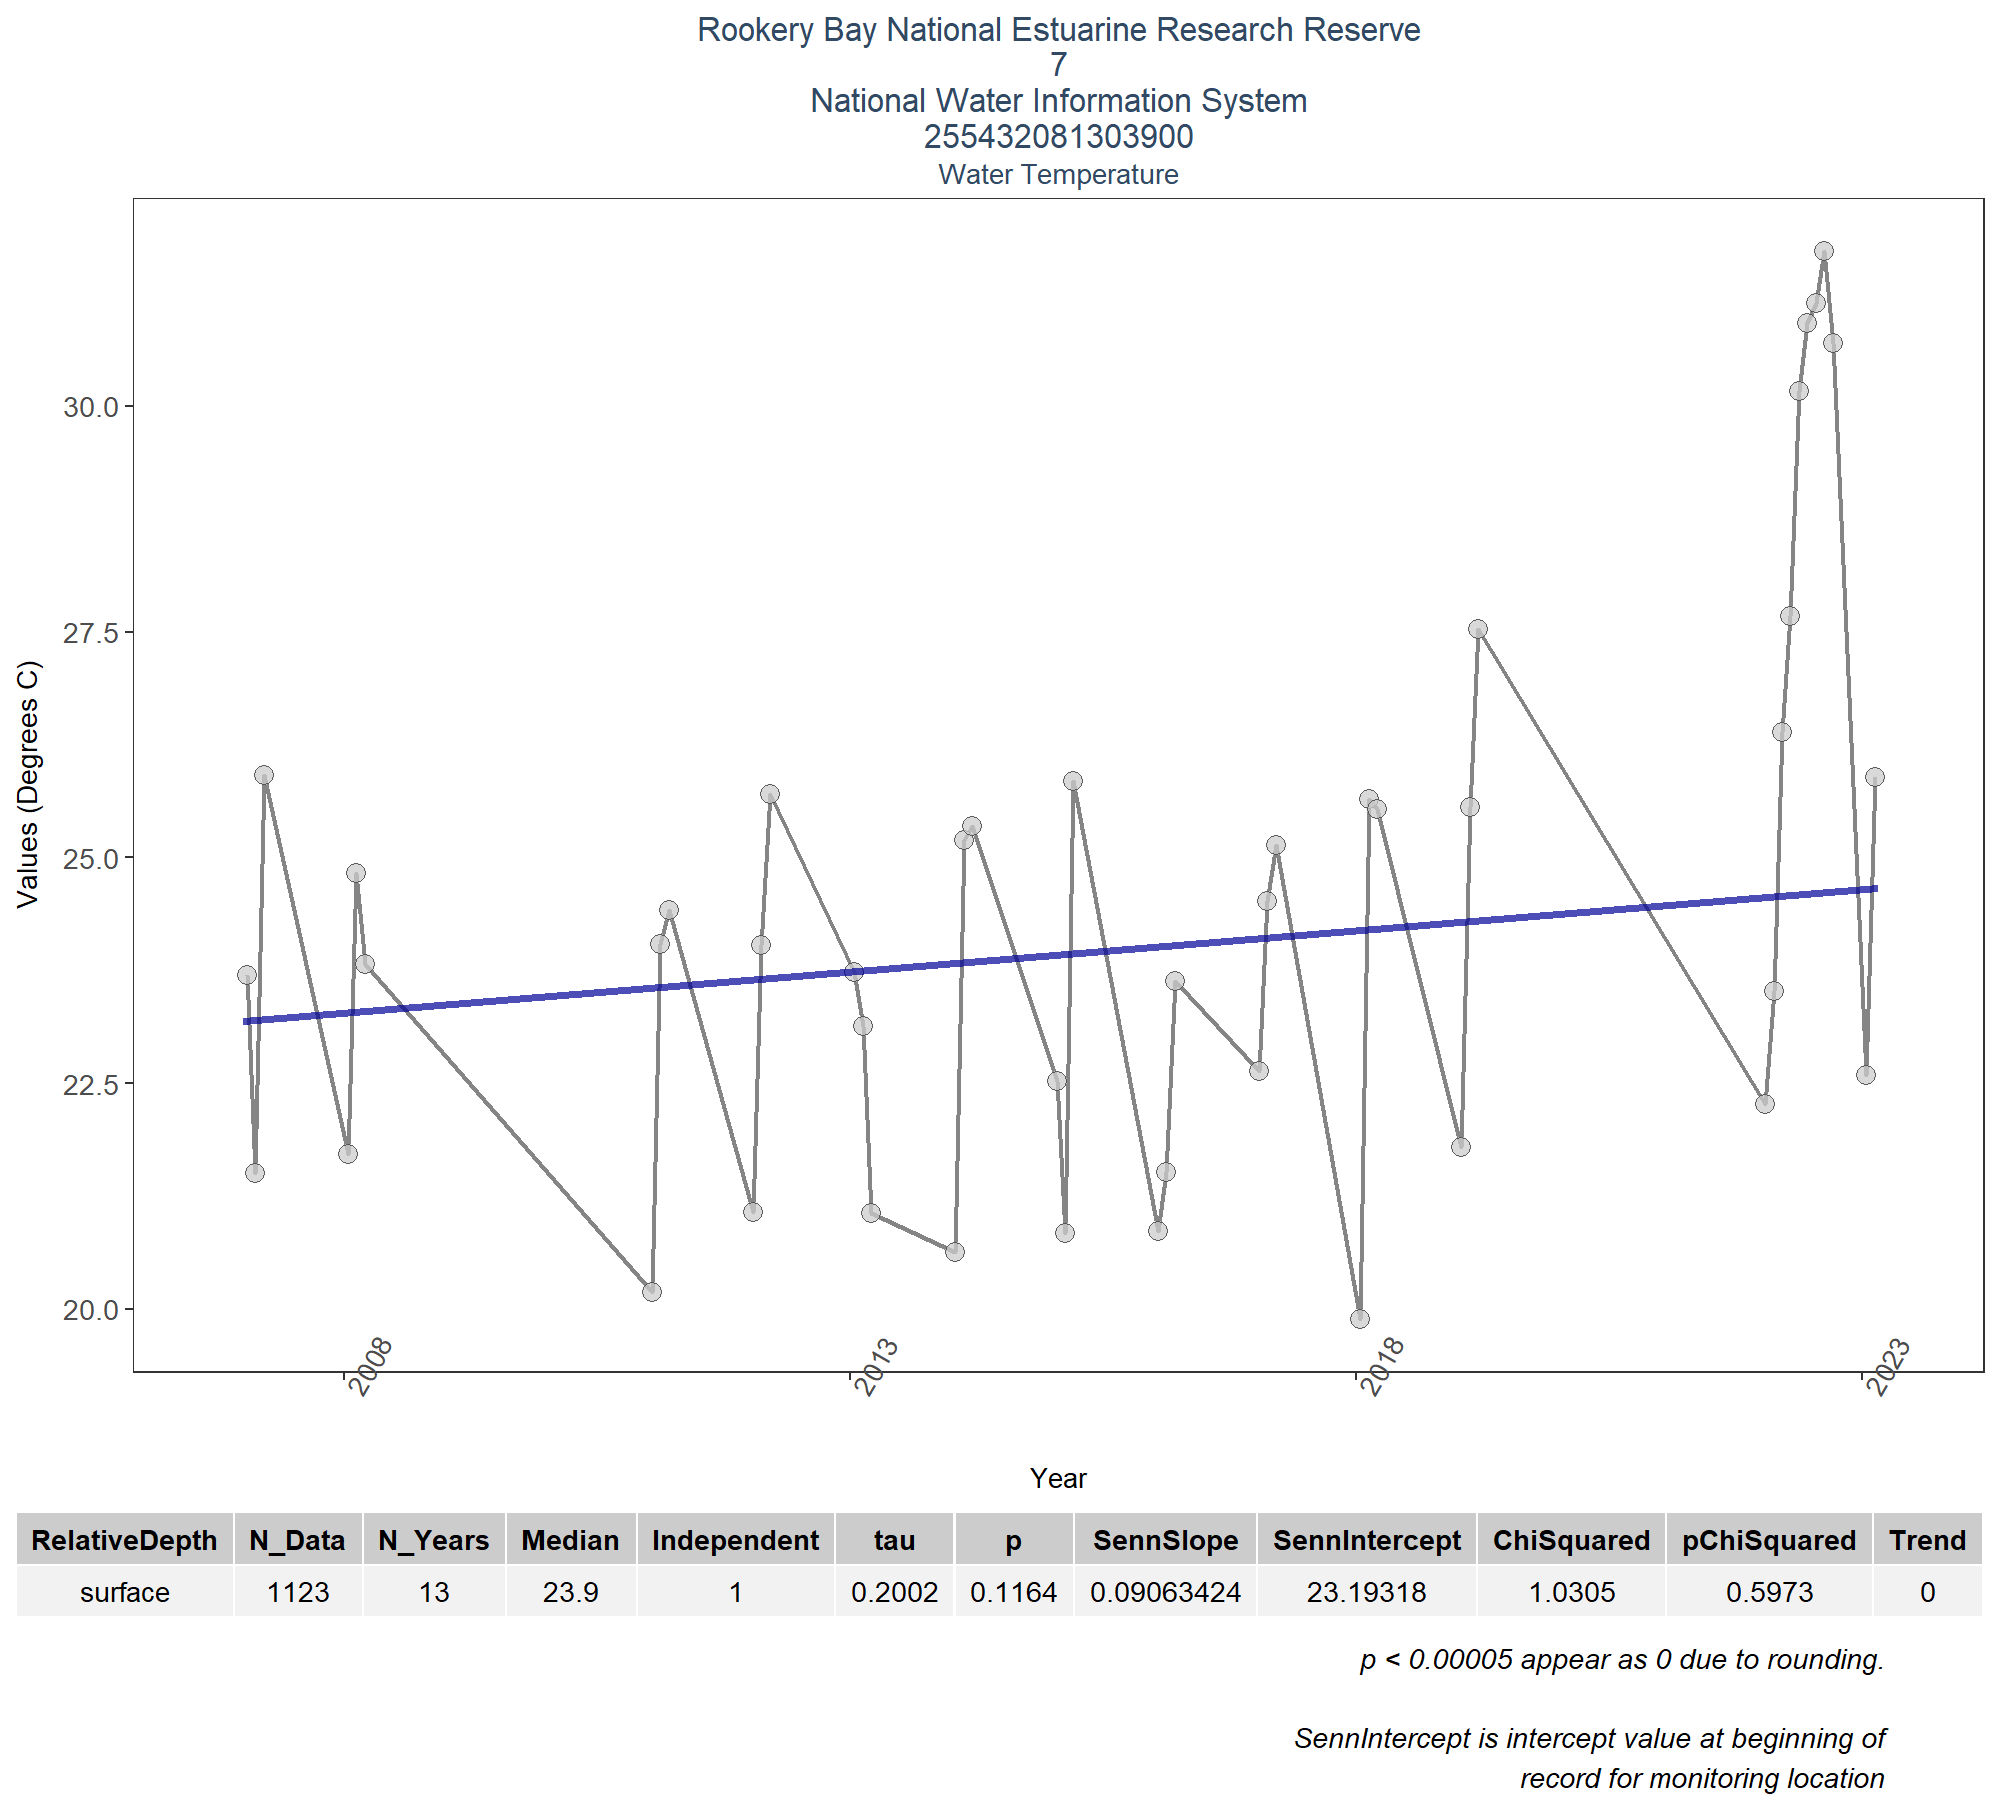 Rookery Bay National Estuarine Research Reserve
7
National Water Information System
255432081303900
Water Temperature
Values (Degrees C)
30.0
27.5
25.0
22.5
20.0
2008 2013 2018 2023
Year
RelativeDepth N_Data N_Years Median Independent tau p SennSlope SennIntercept ChiSquared pChiSquared Trend
surface 1123 13 23.9 1 0.2002 0.1164 0.09063424 23.19318 1.0305 0.5973 0
p < 0.00005 appear as 0 due to rounding.
SennIntercept is intercept value at beginning of
record for monitoring location